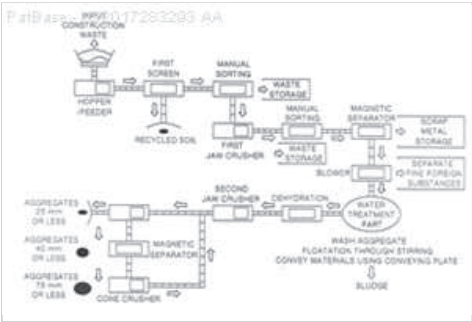 INPUT
CONSTRUCTION
WASTE
HOPPER
/FEEDER
FIRST
SCREEN
RECYCLED SOIL
MANUAL
SORTING
WASTE
STORAGE
FIRST
JAW CRUSHER
MANUAL
SORTING
WASTE
STORAGE
MAGNETIC
SEPARATOR
SCRAP
METAL
STORAGE
BLOWER
SEPARATE
FINE FOREIGN
SUBSTANCES
WATER
TREATMENT
PART
WASH AGGREGATE
FLOATATION THROUGH STIRRING
CONVEY MATERIALS USING CONVEYING PLATE
SLUDGE
DEHYDRATION
SECOND
JAW CRUSHER
MAGNETIC
SEPARATOR
CONE CRUSHER
AGGREGATES
25 mm
OR LESS
AGGREGATES
40 mm
OR LESS
AGGREGATES
75 mm
OR LESS